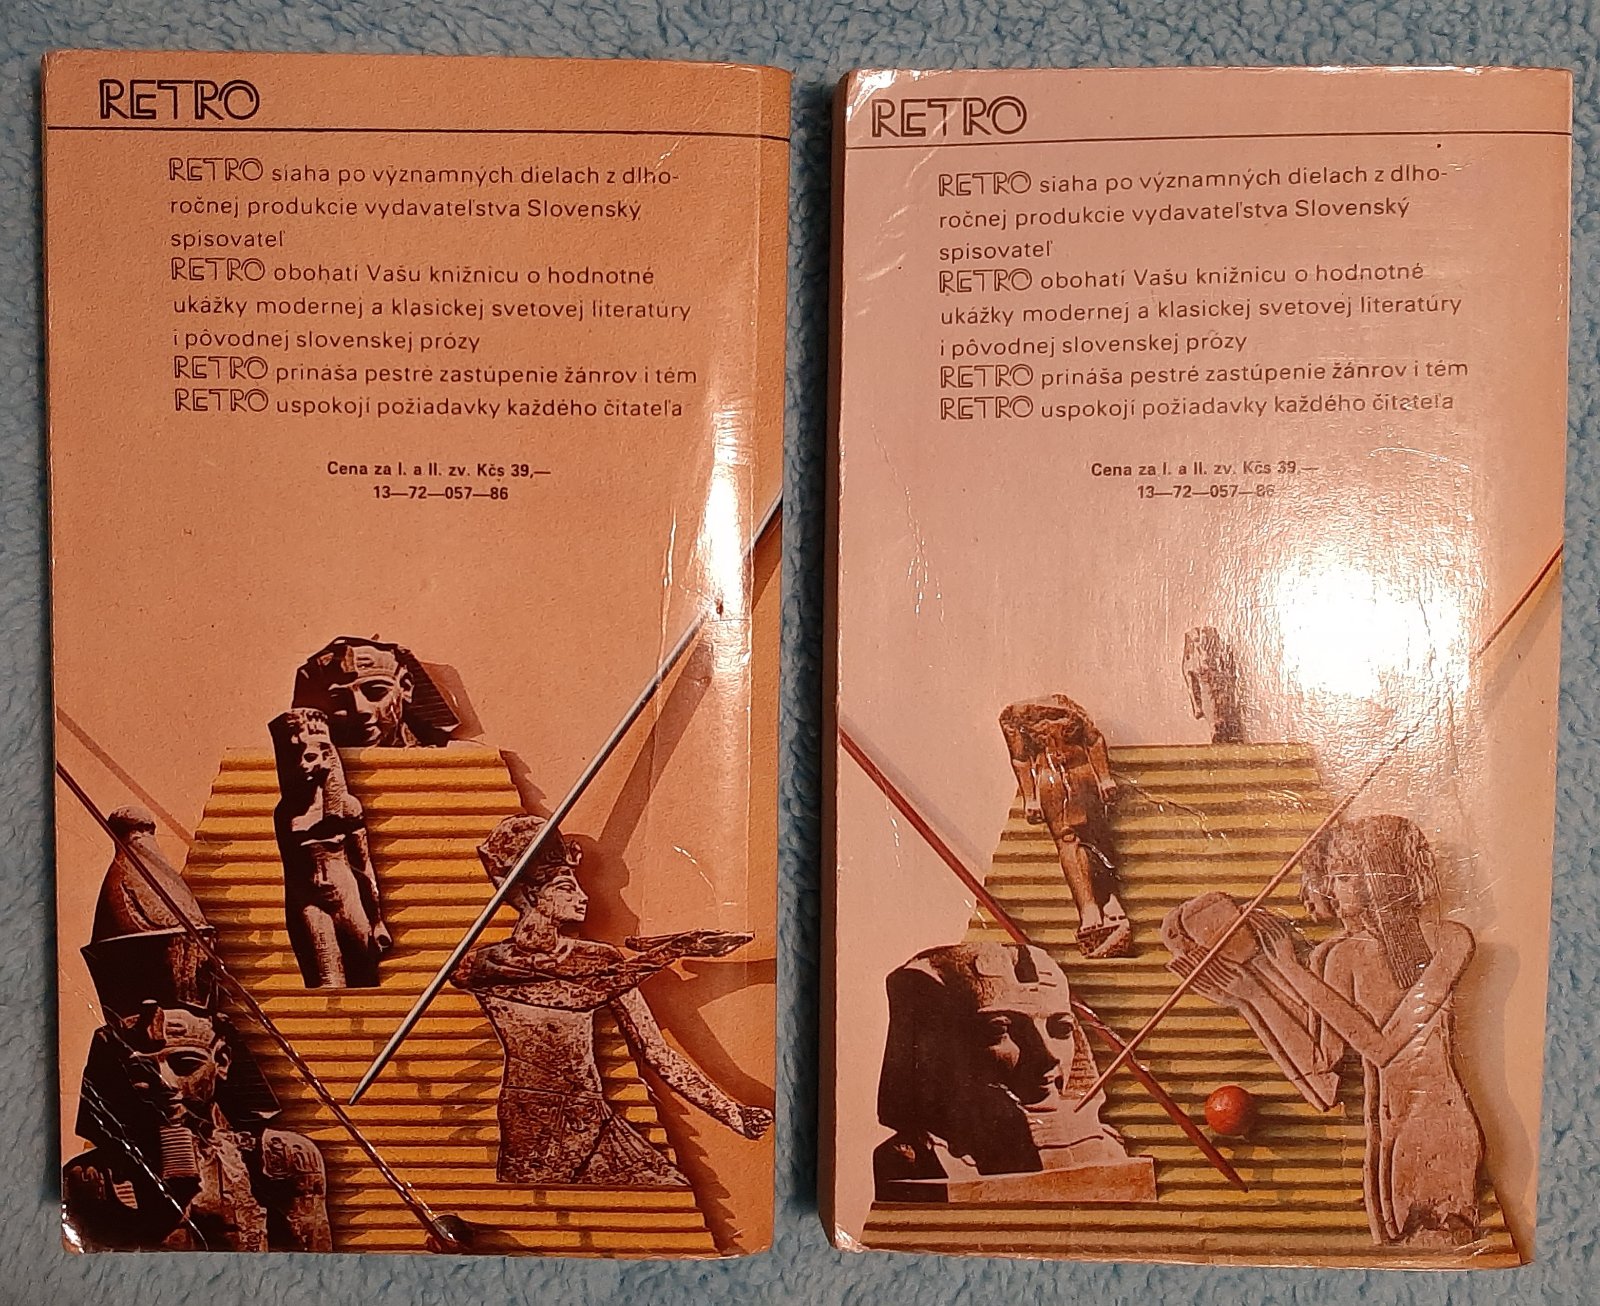 RETRO
RETRO siaha po významných dielach z dlho-
ročnej produkcie vydavateľstva Slovenský
spisovateľ
RETRO obohatí Vašu knižnicu o hodnotné
ukážky modernej a klasickej svetovej literatúry
i pôvodnej slovenskej prózy
RETRO prináša pestré zastúpenie žánrov i tém
RETRO uspokojí požiadavky každého čitateľa
Cena za I. a II. zv. Kčs 39,—
13—72—057—86
RETRO
RETRO siaha po významných dielach z dlho-
ročnej produkcie vydavateľstva Slovenský
spisovateľ
RETRO obohatí Vašu knižnicu o hodnotné
ukážky modernej a klasickej svetovej literatúry
i pôvodnej slovenskej prózy
RETRO prináša pestré zastúpenie žánrov i tém
RETRO uspokojí požiadavky každého čitateľa
Cena za I. a II. zv. Kčs 39,—
13—72—057—86